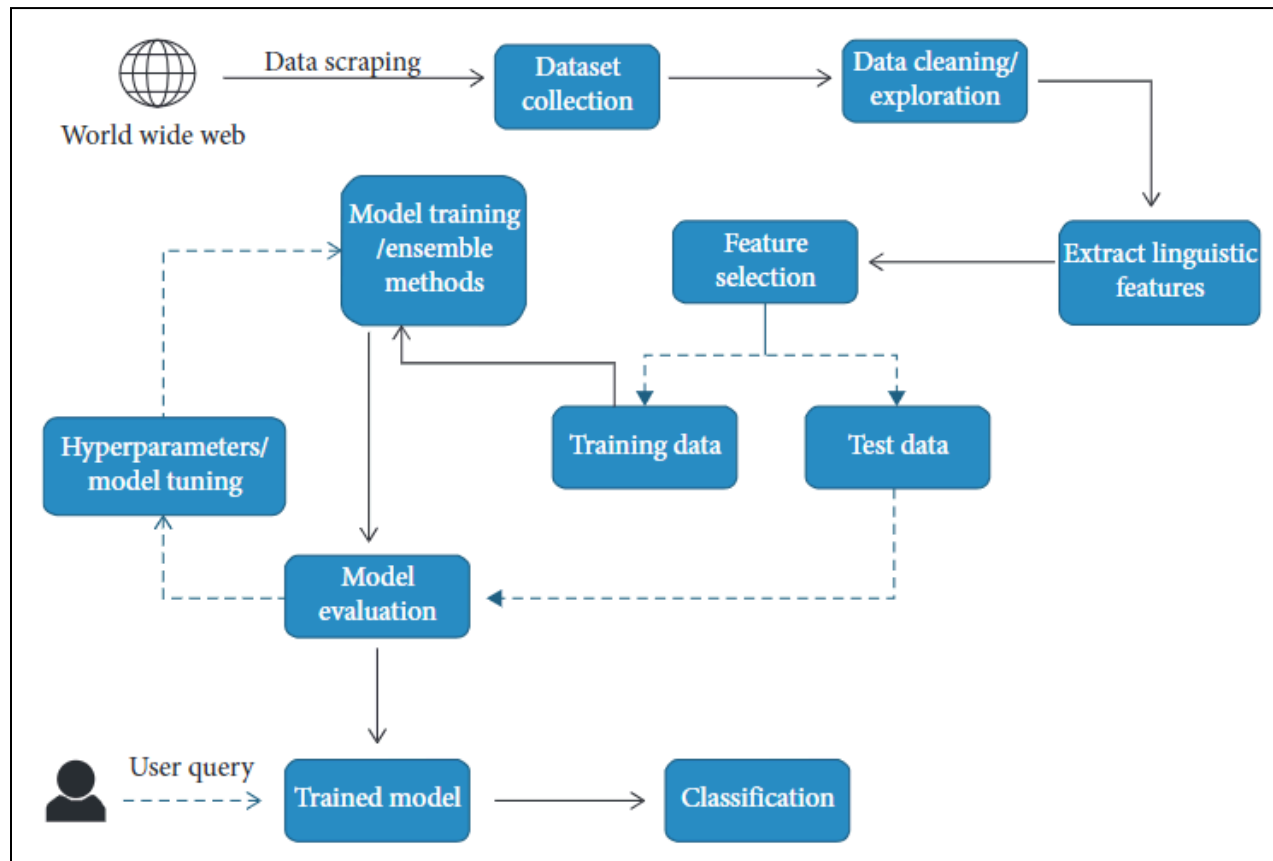 Data scraping
World wide web
Dataset
collection
Data cleaning/
exploration
Model training
/ensemble
methods
Feature
selection
Extract linguistic
features
Hyperparameters/
model tuning
Training data
Test data
Model
evaluation
User query
Trained model
Classification